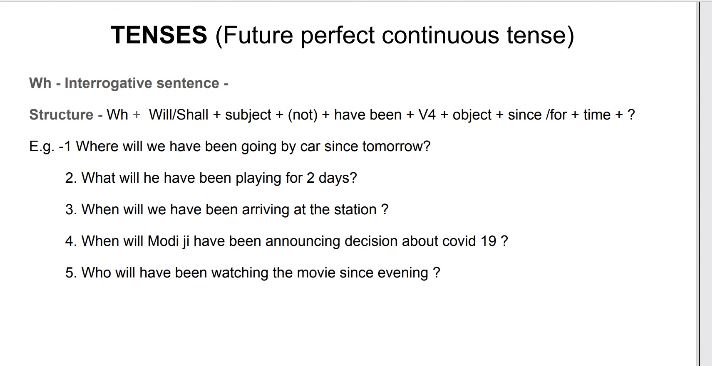 TENSES (Future perfect continuous tense)
Wh - Interrogative sentence -
Structure - Wh + Will/Shall + subject + (not) + have been + V4 + object + since /for + time + ?
E.g. -1 Where will we have been going by car since tomorrow?
2. What will he have been playing for 2 days?
3. When will we have been arriving at the station ?
4. When will Modi ji have been announcing decision about covid 19 ?
5. Who will have been watching the movie since evening ?